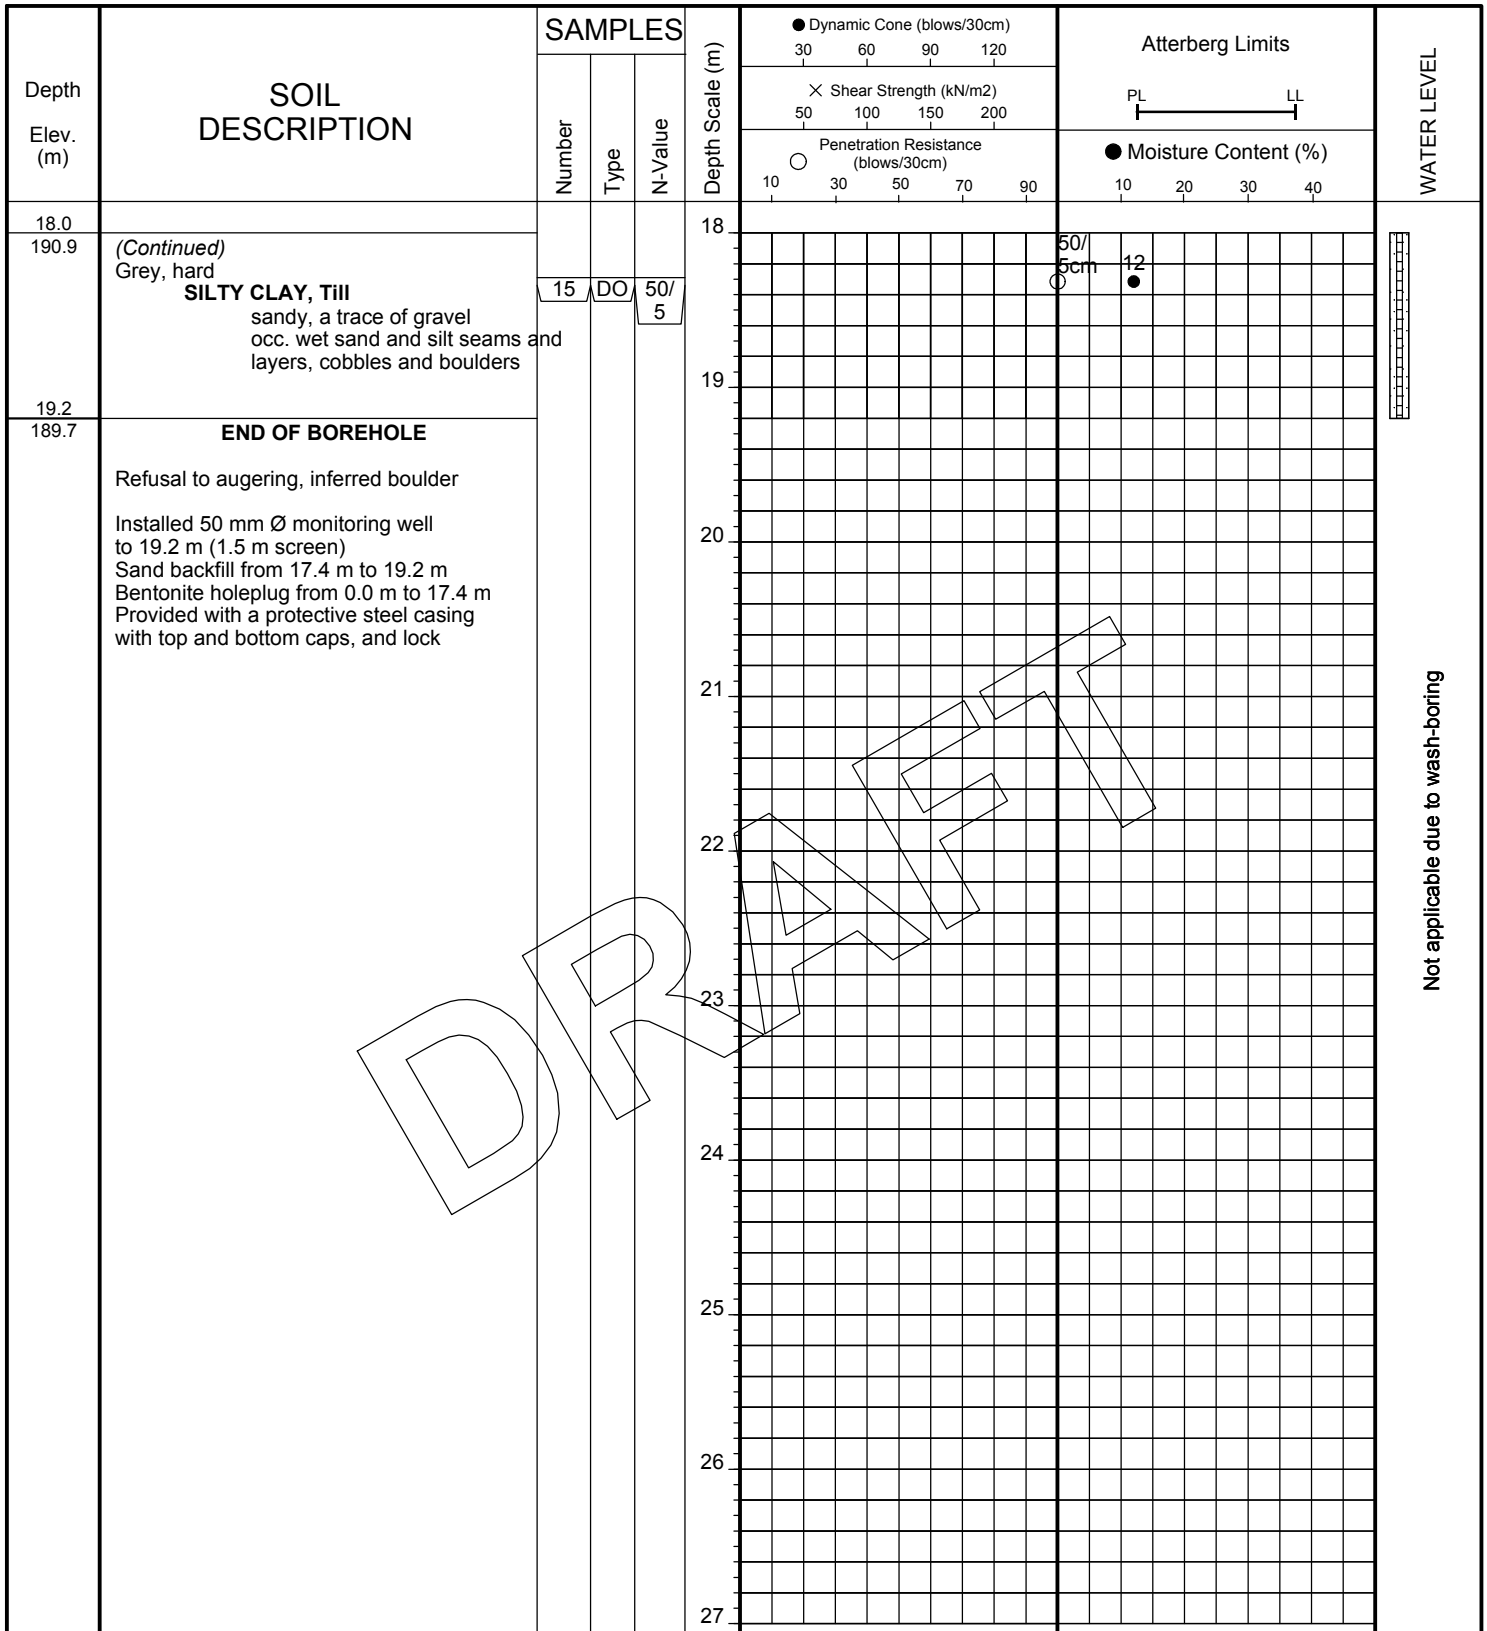 Depth
Elev.
(m)
SOIL
DESCRIPTION
SAMPLES
Number
Type
N-Value
Depth Scale (m)
● Dynamic Cone (blows/30cm)
30 60 90 120
× Shear Strength (kN/m2)
50 100 150 200
○ Penetration Resistance
(blows/30cm)
10 30 50 70 90
Atterberg Limits
PL LL
● Moisture Content (%)
10 20 30 40
WATER LEVEL
18.0
190.9
(Continued)
Grey, hard
SILTY CLAY, Till
sandy, a trace of gravel
occ. wet sand and silt seams and
layers, cobbles and boulders
15 DO 50/
5
50/
5cm
12
19.2
189.7
END OF BOREHOLE
Refusal to augering, inferred boulder
Installed 50 mm Ø monitoring well
to 19.2 m (1.5 m screen)
Sand backfill from 17.4 m to 19.2 m
Bentonite holeplug from 0.0 m to 17.4 m
Provided with a protective steel casing
with top and bottom caps, and lock
18
19
20
21
22
23
24
25
26
27
Not applicable due to wash-boring
DRAFT